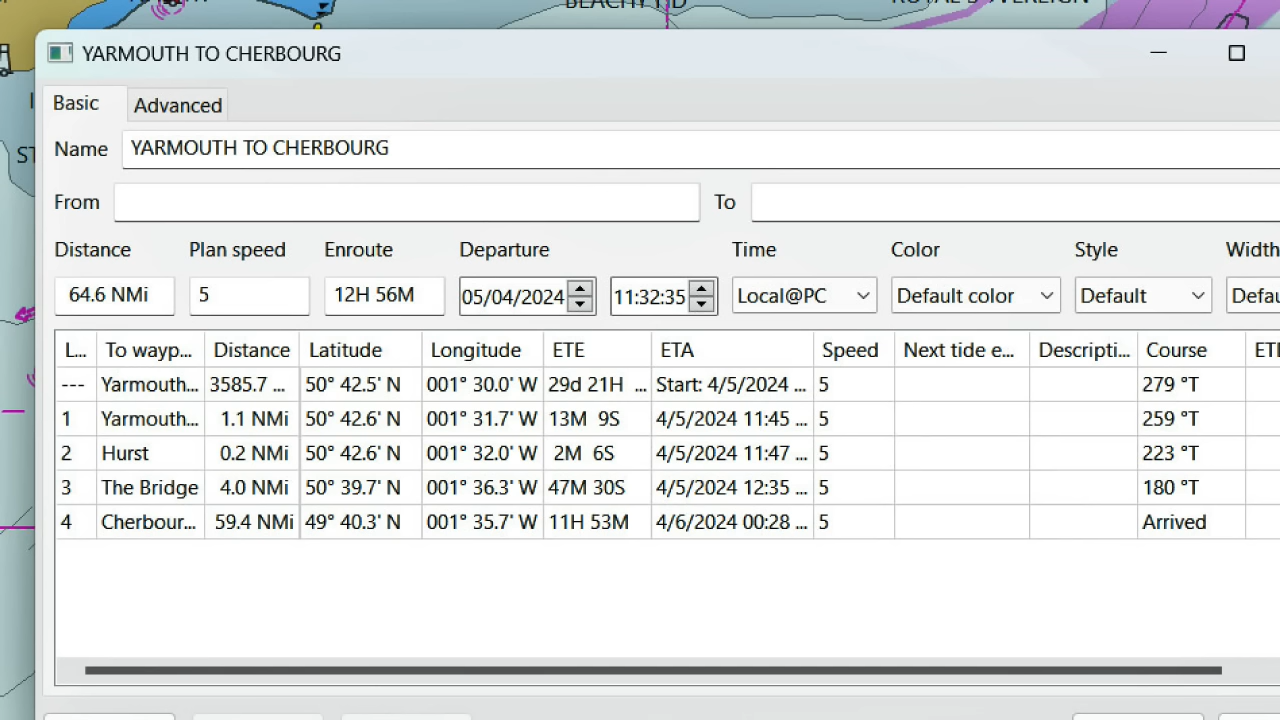 YARMOUTH TO CHERBOURG
Basic Advanced
Name YARMOUTH TO CHERBOURG
From To
Distance Plan speed Enroute Departure Time Color Style Width
64.6 NMi 5 12H 56M 05/04/2024 11:32:35 Local@PC Default color Default Defau
L... To wayp... Distance Latitude Longitude ETE ETA Speed Next tide e... Descripti... Course
--- Yarmouth... 3585.7 ... 50° 42.5' N 001° 30.0' W 29d 21H ... Start: 4/5/2024 ... 5 279 °T
1 Yarmouth... 1.1 NMi 50° 42.6' N 001° 31.7' W 13M 9S 4/5/2024 11:45 ... 5 259 °T
2 Hurst 0.2 NMi 50° 42.6' N 001° 32.0' W 2M 6S 4/5/2024 11:47 ... 5 223 °T
3 The Bridge 4.0 NMi 50° 39.7' N 001° 36.3' W 47M 30S 4/5/2024 12:35 ... 5 180 °T
4 Cherbour... 59.4 NMi 49° 40.3' N 001° 35.7' W 11H 53M 4/6/2024 00:28 ... 5 Arrived